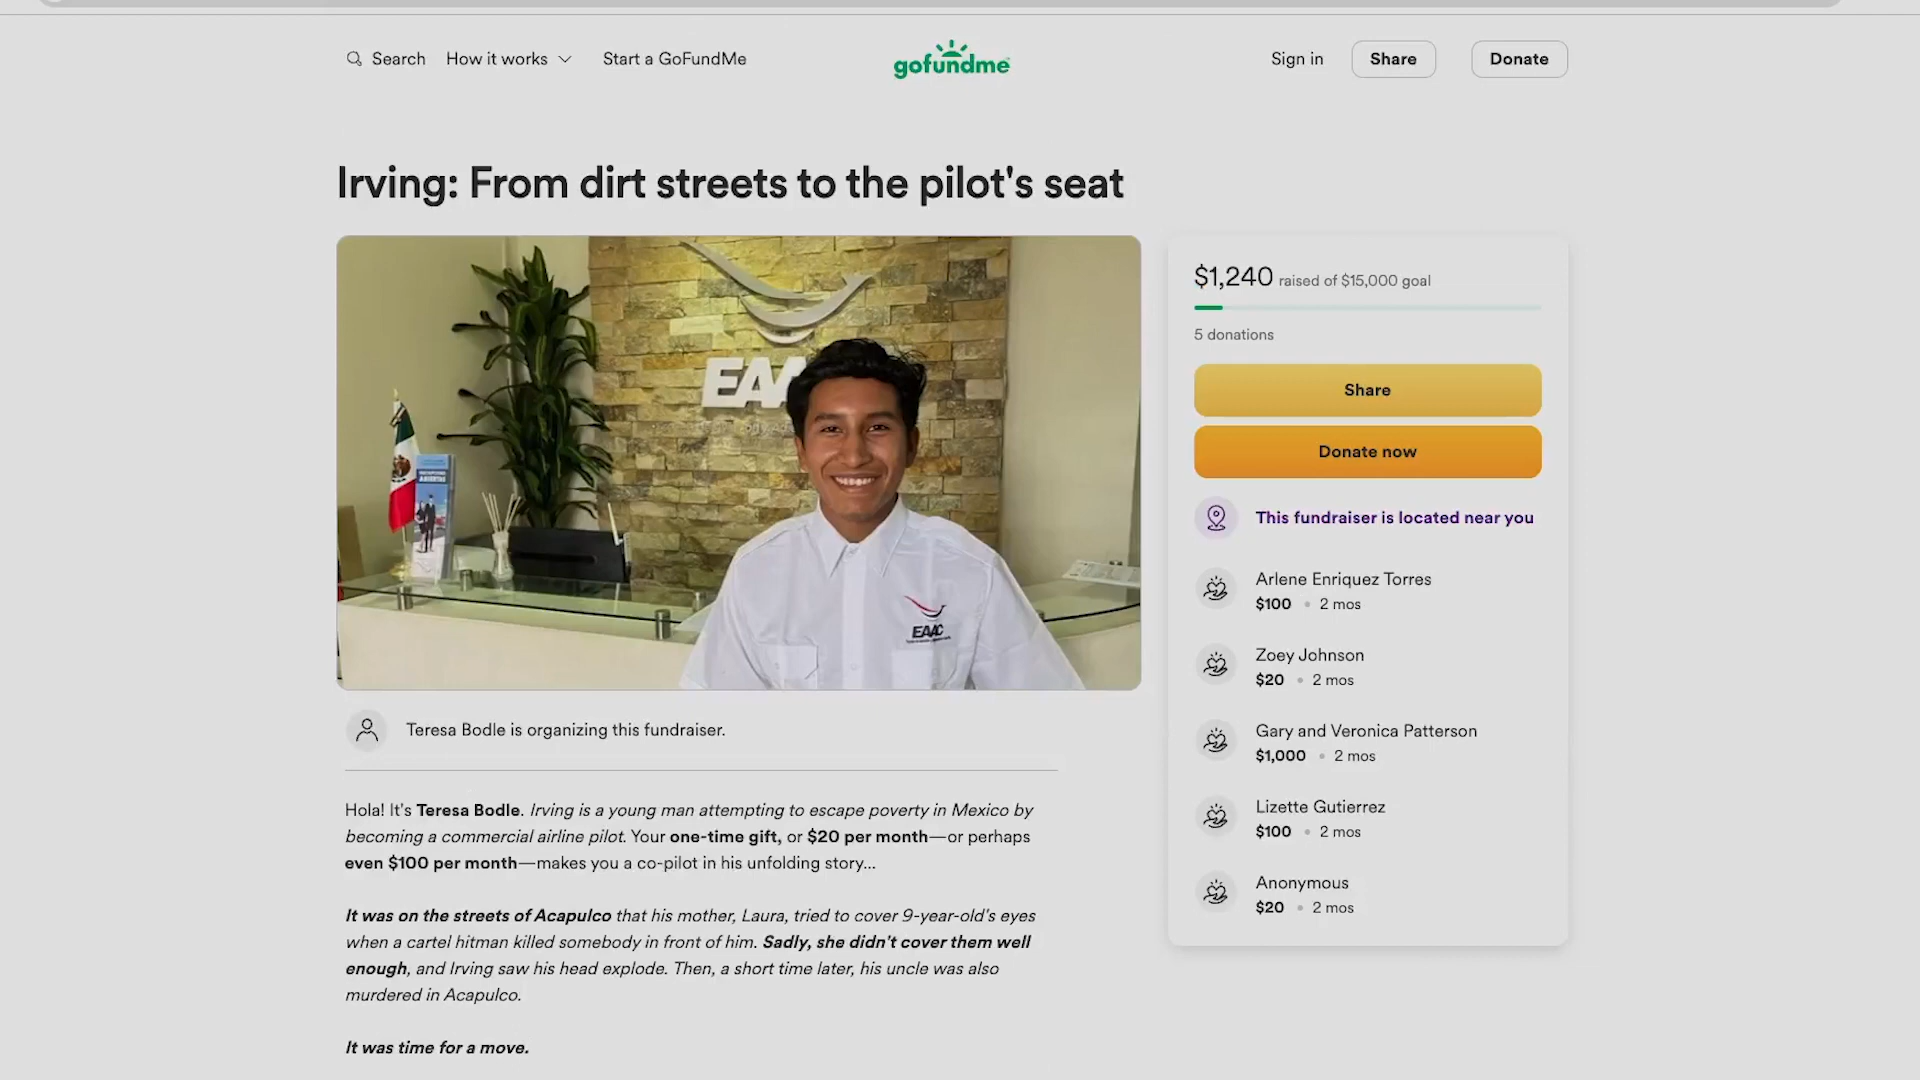 Search How it works Start a GoFundMe
gofundme
Sign in Share Donate
Irving: From dirt streets to the pilot's seat
EAA
EAAC
$1,240 raised of $15,000 goal
5 donations
Share
Donate now
This fundraiser is located near you
Arlene Enriquez Torres
$100 • 2 mos
Zoey Johnson
$20 • 2 mos
Gary and Veronica Patterson
$1,000 • 2 mos
Lizette Gutierrez
$100 • 2 mos
Anonymous
$20 • 2 mos
Teresa Bodle is organizing this fundraiser.
Hola! It's Teresa Bodle. Irving is a young man attempting to escape poverty in Mexico by
becoming a commercial airline pilot. Your one-time gift, or $20 per month—or perhaps
even $100 per month—makes you a co-pilot in his unfolding story...
It was on the streets of Acapulco that his mother, Laura, tried to cover 9-year-old's eyes
when a cartel hitman killed somebody in front of him. Sadly, she didn't cover them well
enough, and Irving saw his head explode. Then, a short time later, his uncle was also
murdered in Acapulco.
It was time for a move.